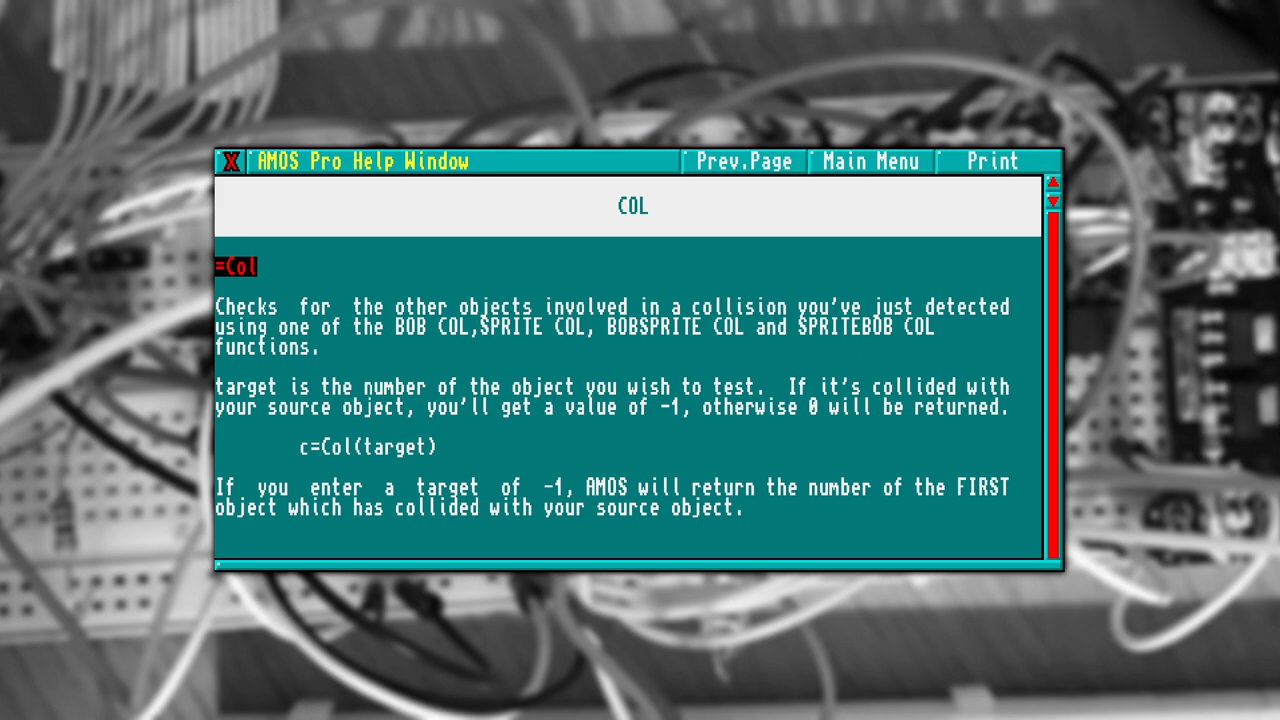 X AMOS Pro Help Window Prev.Page Main Menu Print
COL
=Col
Checks  for  the other objects involved in a collision you've just detected
using one of the BOB COL,SPRITE COL, BOBSPRITE COL and SPRITEBOB COL
functions.
target is the number of the object you wish to test.  If it's collided with
your source object, you'll get a value of -1, otherwise 0 will be returned.
c=Col(target)
If  you  enter  a  target  of  -1, AMOS will return the number of the FIRST
object which has collided with your source object.